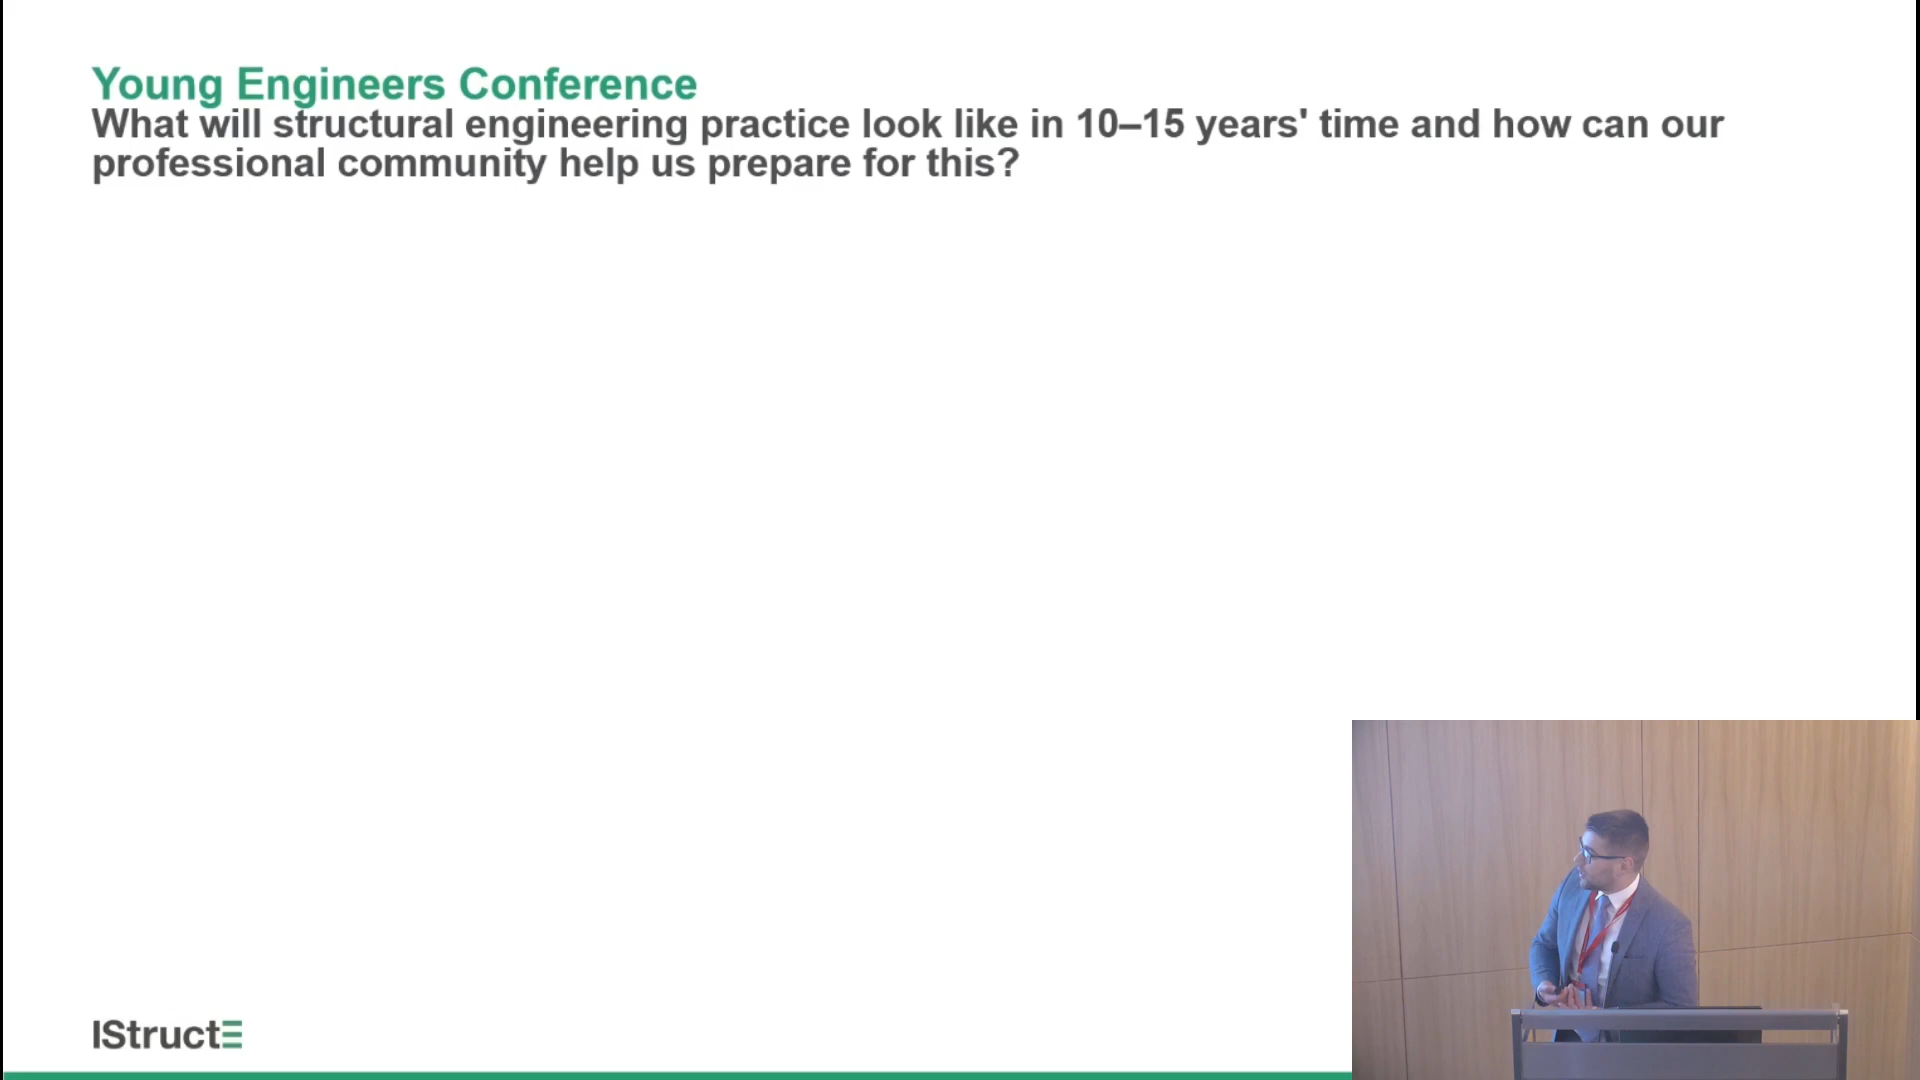 Young Engineers Conference
What will structural engineering practice look like in 10–15 years' time and how can our
professional community help us prepare for this?
IStructE